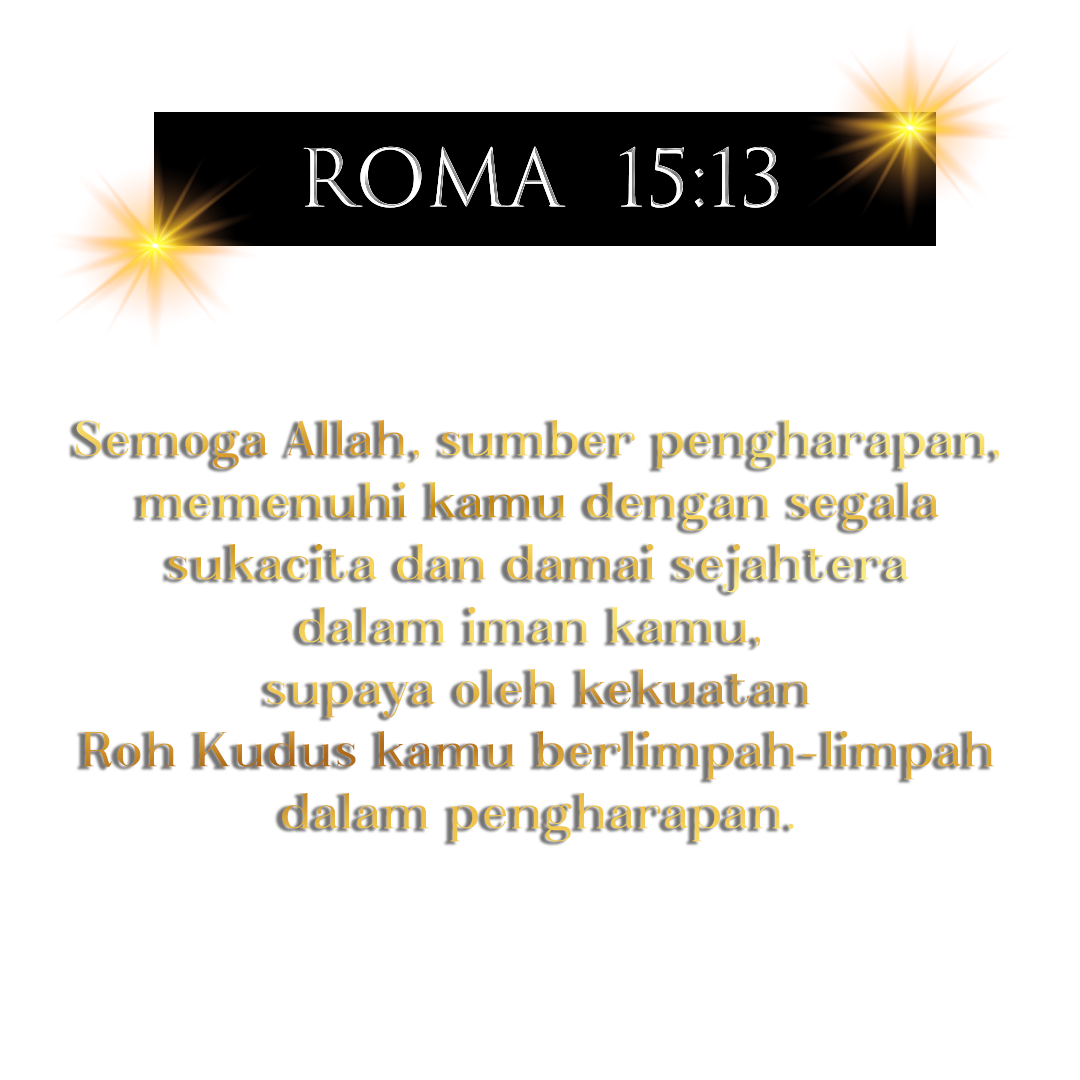 ROMA 15:13
Semoga Allah, sumber pengharapan,
memenuhi kamu dengan segala
sukacita dan damai sejahtera
dalam iman kamu,
supaya oleh kekuatan
Roh Kudus kamu berlimpah-limpah
dalam pengharapan.